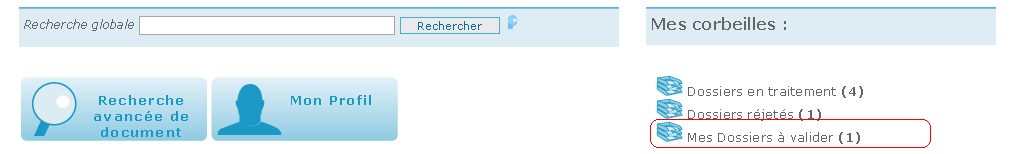 Recherche globale Rechercher
Mes corbeilles :
Recherche
avancée de
document
Mon Profil
Dossiers en traitement (4)
Dossiers réjetés (1)
Mes Dossiers à valider (1)